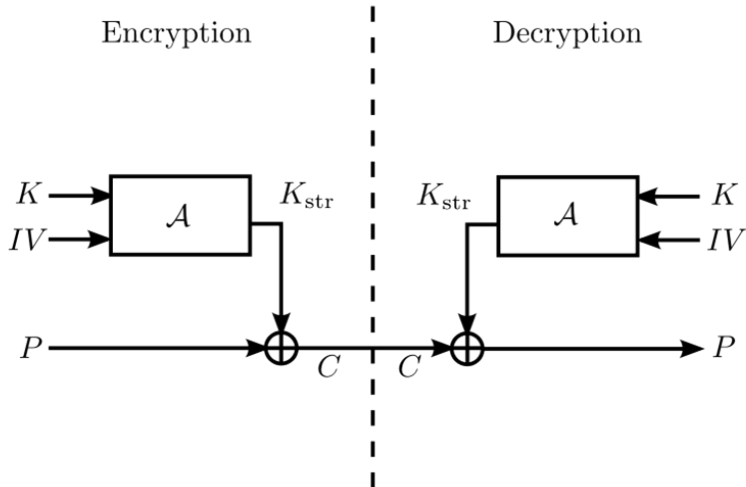 Encryption Decryption
K 𝒜 K_str K_str 𝒜 K
IV IV
P C C P